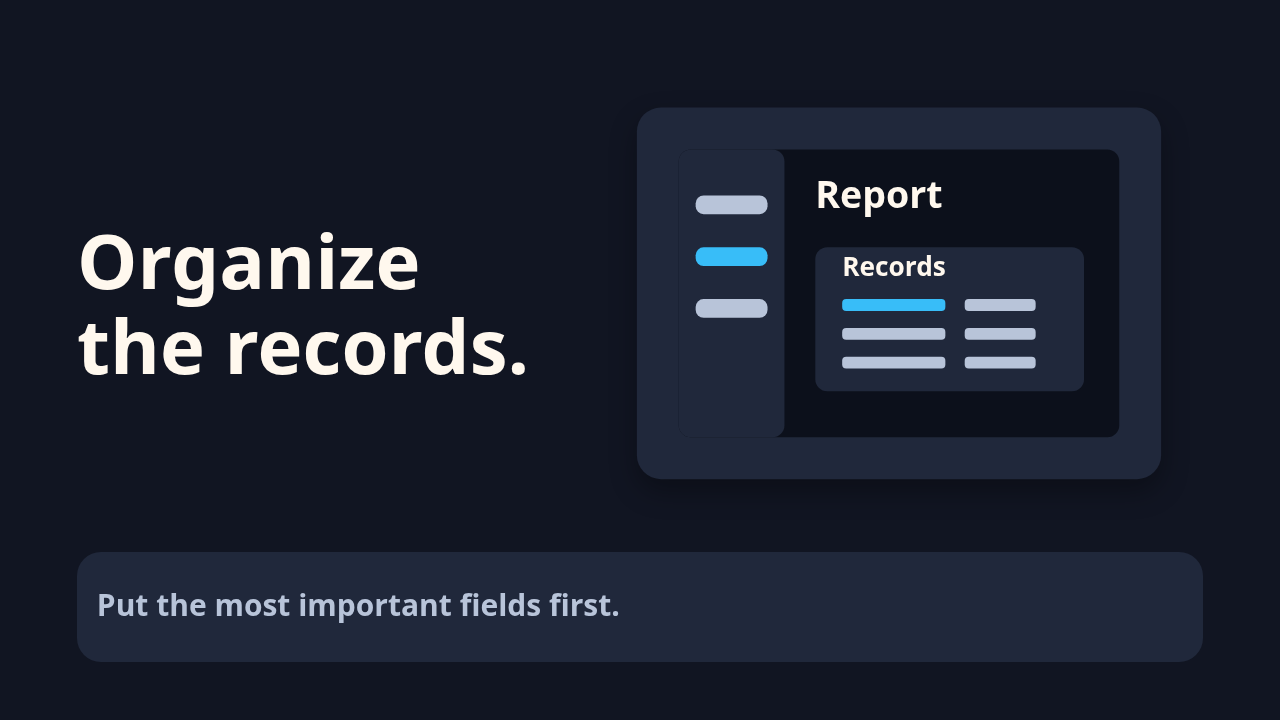 Organize
the records.
Report
Records
Put the most important fields first.